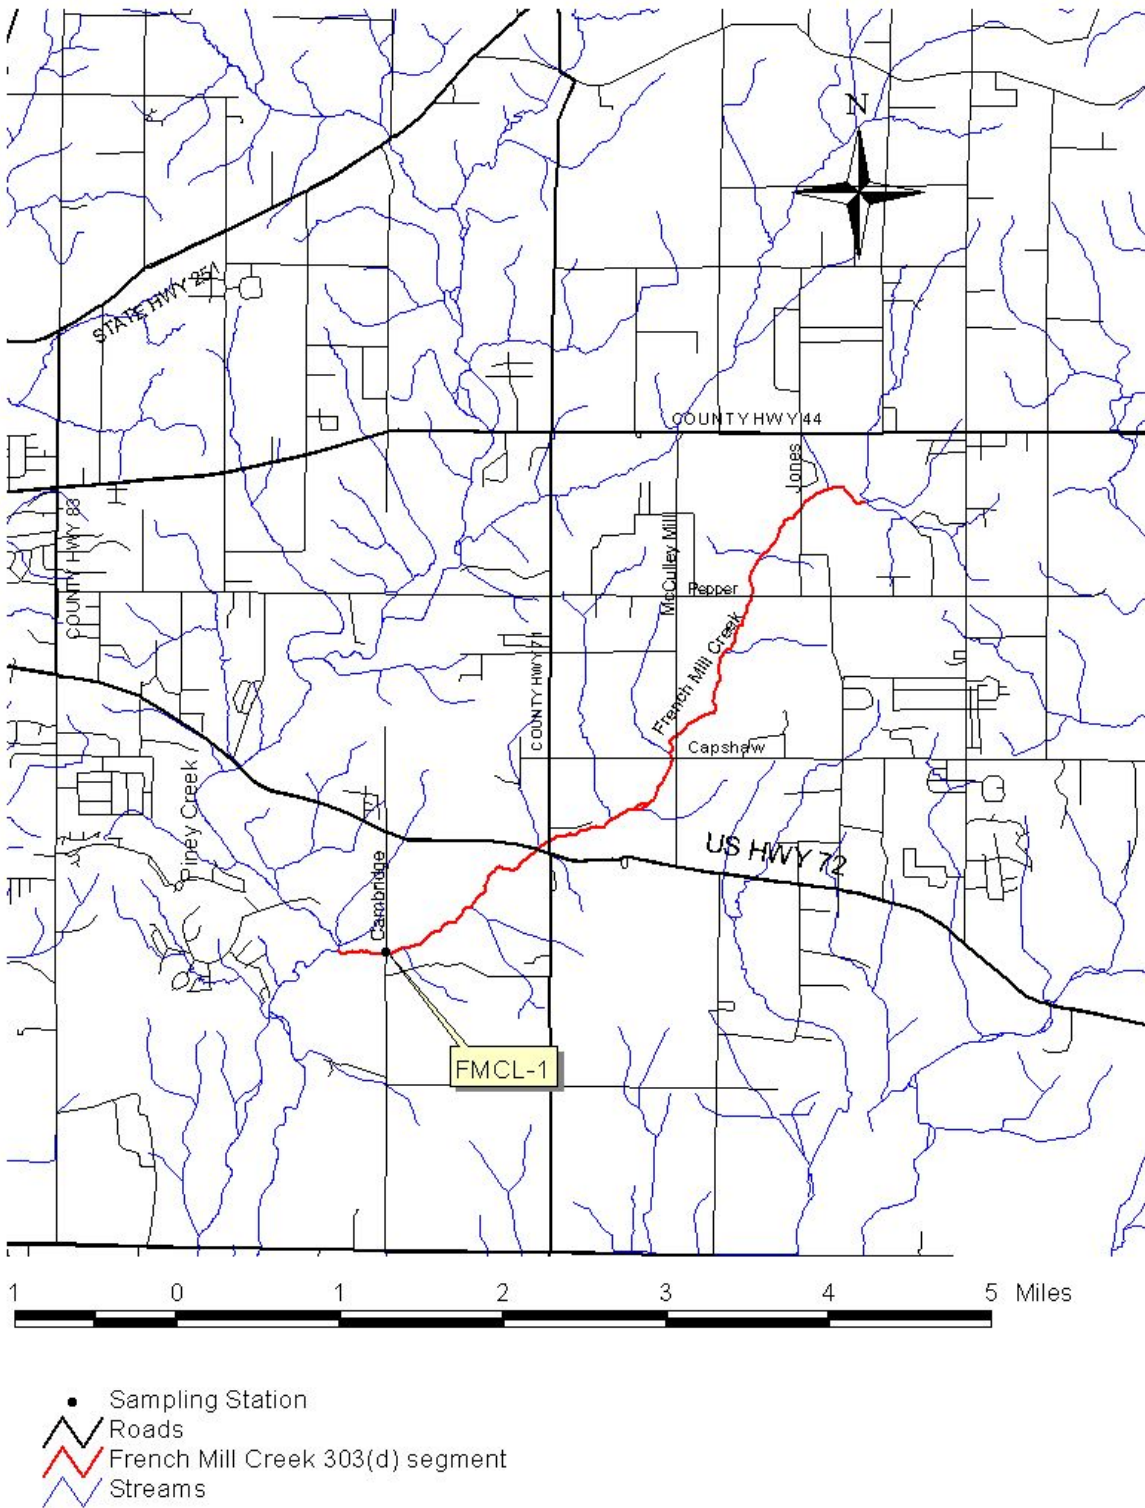 N
STATE HWY 251
COUNTY HWY 44
Jones
COUNTY HWY 83
McCulley Mill
Pepper
French Mill Creek
COUNTY HWY 71
Capshaw
Piney Creek
US HWY 72
Cambridge
FMCL-1
1 0 1 2 3 4 5 Miles
Sampling Station
Roads
French Mill Creek 303(d) segment
Streams